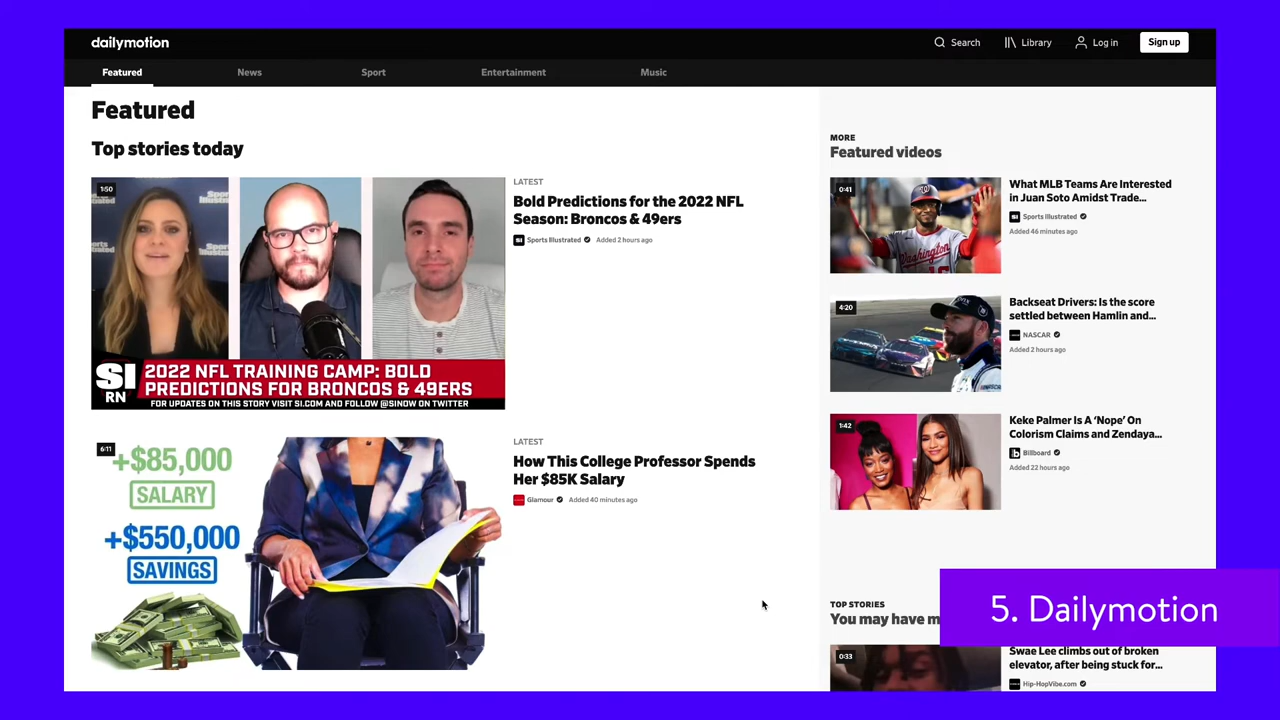 dailymotion
Search
Library
Log in
Sign up
Featured
News
Sport
Entertainment
Music
Featured
Top stories today
1:50
Sports Illustrated
SI
RN
2022 NFL TRAINING CAMP: BOLD
PREDICTIONS FOR BRONCOS & 49ERS
FOR UPDATES ON THIS STORY VISIT SI.COM AND FOLLOW @SINOW ON TWITTER
LATEST
Bold Predictions for the 2022 NFL
Season: Broncos & 49ers
SI Sports Illustrated Added 2 hours ago
6:11
+$85,000
SALARY
+$550,000
SAVINGS
LATEST
How This College Professor Spends
Her $85K Salary
Glamour Added 40 minutes ago
MORE
Featured videos
0:41
Washington
What MLB Teams Are Interested
in Juan Soto Amidst Trade...
SI Sports Illustrated
Added 46 minutes ago
4:20
Backseat Drivers: Is the score
settled between Hamlin and...
NASCAR
Added 2 hours ago
1:42
Keke Palmer Is A ‘Nope’ On
Colorism Claims and Zendaya...
b Billboard
Added 22 hours ago
TOP STORIES
You may have m
0:33
Swae Lee climbs out of broken
elevator, after being stuck for...
Hip-HopVibe.com
5. Dailymotion